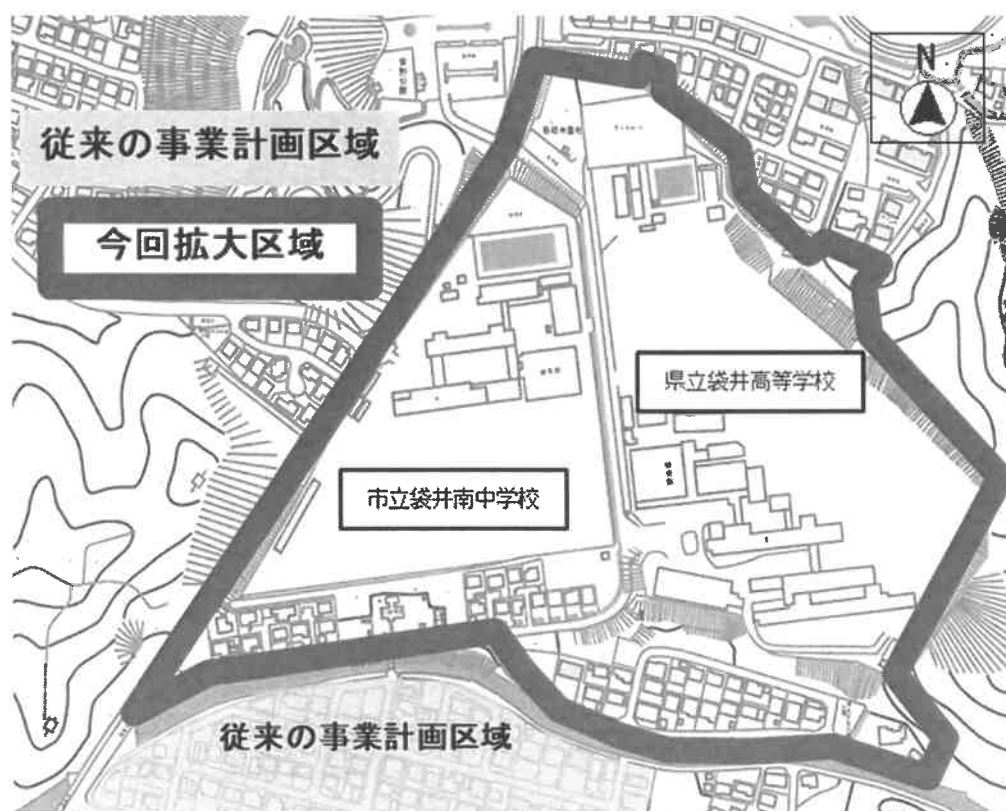 N
従来の事業計画区域
今回拡大区域
県立袋井高等学校
市立袋井南中学校
従来の事業計画区域